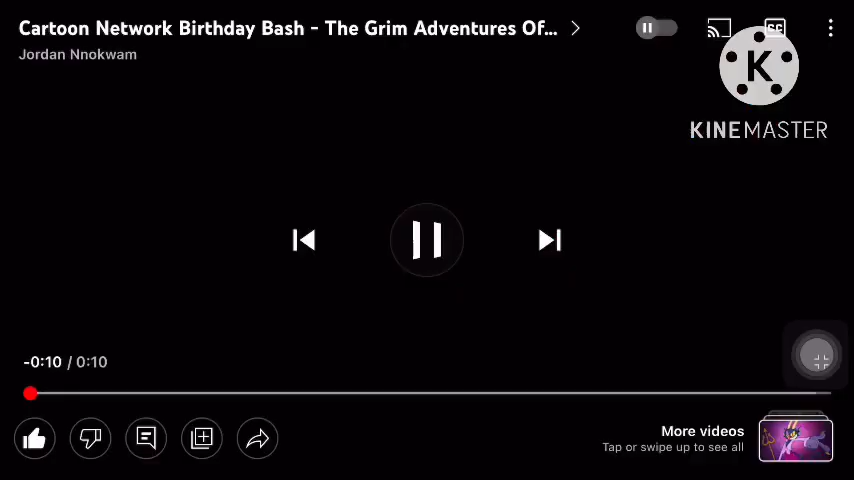 Cartoon Network Birthday Bash - The Grim Adventures Of...
Jordan Nnokwam
CC
K
KINEMASTER
-0:10 / 0:10
More videos
Tap or swipe up to see all